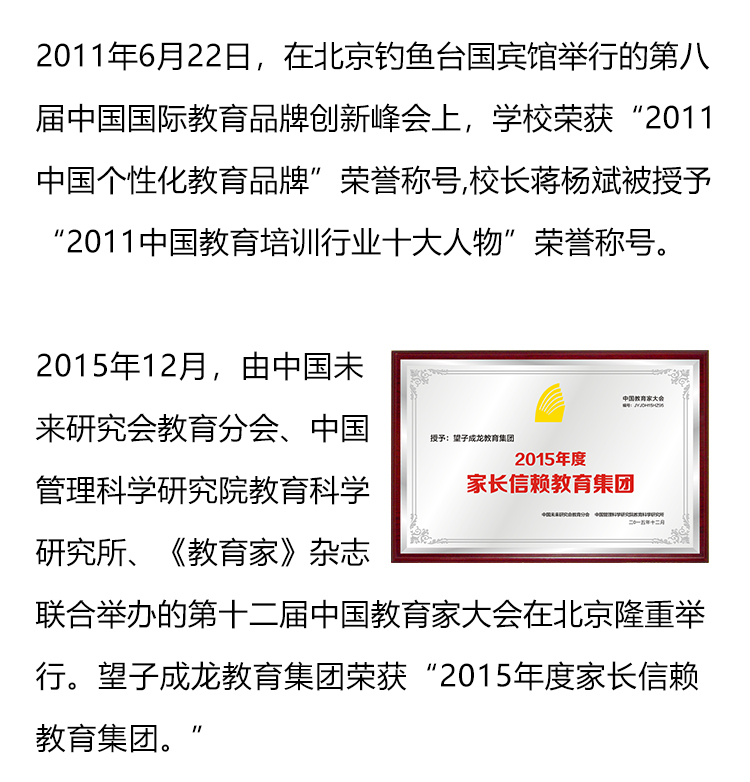 2011年6月22日，在北京钓鱼台国宾馆举行的第八
届中国国际教育品牌创新峰会上，学校荣获“2011
中国个性化教育品牌”荣誉称号,校长蒋杨斌被授予
“2011中国教育培训行业十大人物”荣誉称号。
2015年12月，由中国未
来研究会教育分会、中国
管理科学研究院教育科学
研究所、《教育家》杂志
联合举办的第十二届中国教育家大会在北京隆重举
行。望子成龙教育集团荣获“2015年度家长信赖
教育集团。”
中国教育家大会
授予：望子成龙教育集团
2015年度
家长信赖教育集团
中国未来研究会教育分会 中国管理科学研究院教育科学研究所
二〇一五年十二月